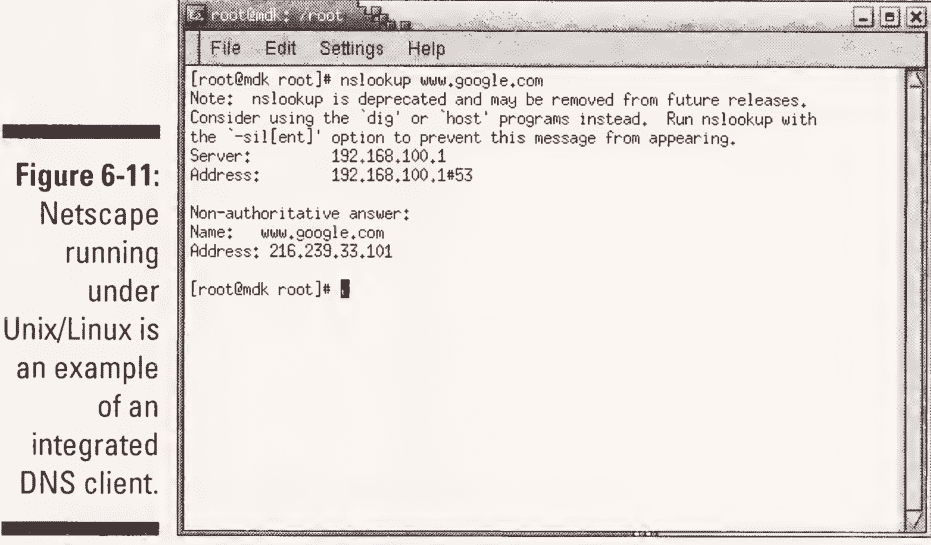 root@mdk: /root
File Edit Settings Help
[root@mdk root]# nslookup www.google.com
Note: nslookup is deprecated and may be removed from future releases.
Consider using the `dig' or `host' programs instead. Run nslookup with
the `-sil[ent]' option to prevent this message from appearing.
Server: 192.168.100.1
Address: 192.168.100.1#53
Non-authoritative answer:
Name: www.google.com
Address: 216.239.33.101
[root@mdk root]#
Figure 6-11:
Netscape
running
under
Unix/Linux is
an example
of an
integrated
DNS client.